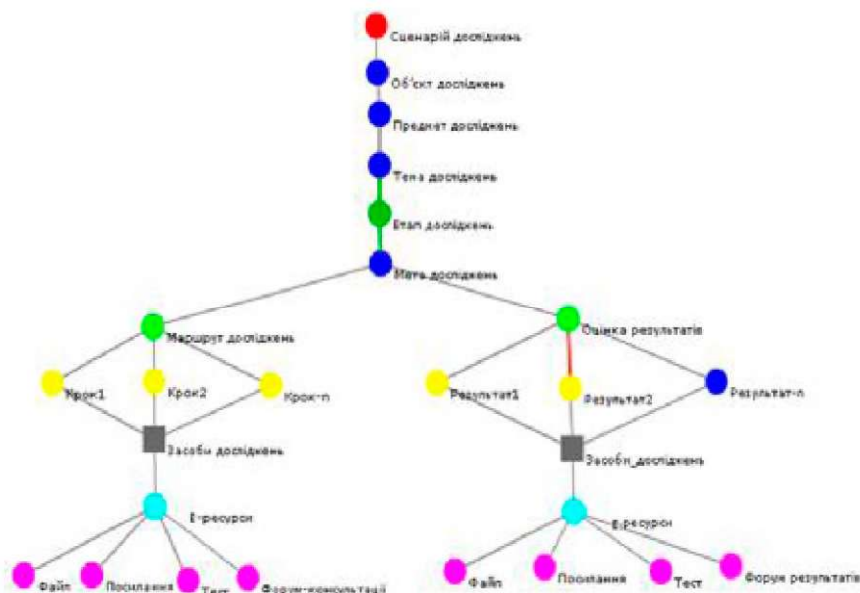 Сценарій досліджень
Об'єкт досліджень
Предмет досліджень
Тема досліджень
Етап досліджень
Мета досліджень
Маршрут досліджень
Оцінка результатів
Крок1
Крок2
Крок-n
Результат1
Результат2
Результат-n
Засоби досліджень
Засоби_досліджень
Е-ресурси
Е-ресурси
Файл
Посилання
Тест
Форум-консультації
Файл
Посилання
Тест
Форум результатів